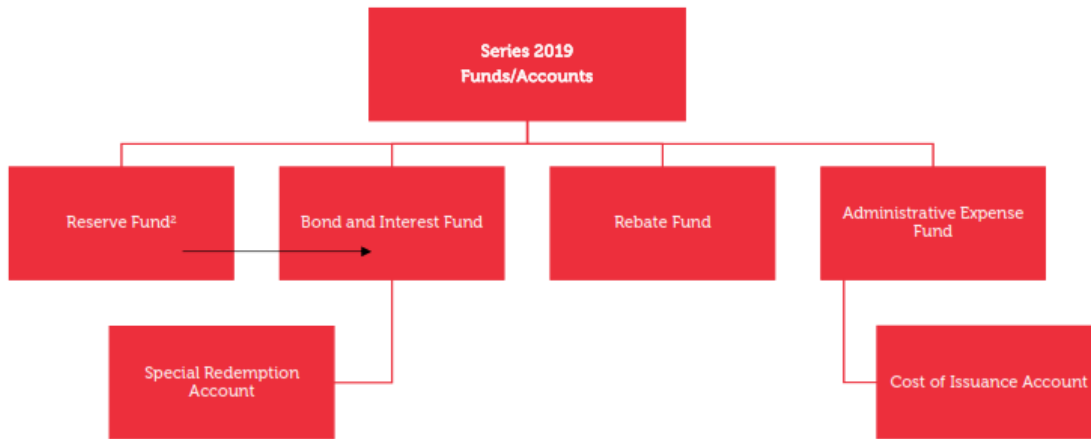 Series 2019
Funds/Accounts
Reserve Fund²
Bond and Interest Fund
Rebate Fund
Administrative Expense
Fund
Special Redemption
Account
Cost of Issuance Account